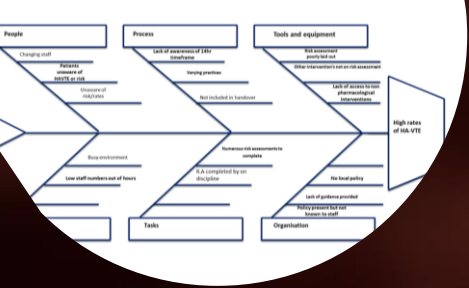 People
Process
Tools and equipment
Changing staff
Patients
unaware of
HAVTE or risk
Unaware of
risk/rates
Lack of awareness of 14hr
timeframe
Varying practices
Not included in handover
Risk assessment
poorly laid out
Other intervention's not on risk assessment
Lack of access to non
pharmacological
interventions
High rates
of HA-VTE
Busy environment
Low staff numbers out of hours
Numerous risk assessments to
complete
R.A completed by on
discipline
No local policy
Lack of guidance provided
Policy present but not
known to staff
Tasks
Organisation